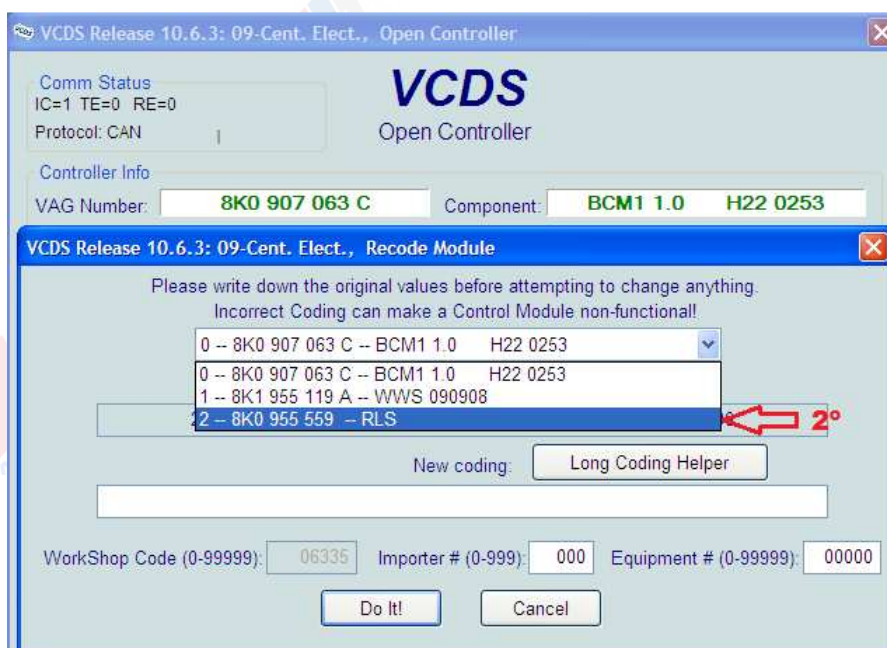 VCDS Release 10.6.3: 09-Cent. Elect., Open Controller
Comm Status
IC=1 TE=0 RE=0
Protocol: CAN
VCDS
Open Controller
Controller Info
VAG Number: 8K0 907 063 C Component: BCM1 1.0 H22 0253
VCDS Release 10.6.3: 09-Cent. Elect., Recode Module
Please write down the original values before attempting to change anything.
Incorrect Coding can make a Control Module non-functional!
0 -- 8K0 907 063 C -- BCM1 1.0 H22 0253
0 -- 8K0 907 063 C -- BCM1 1.0 H22 0253
1 -- 8K1 955 119 A -- WWS 090908
2 -- 8K0 955 559 -- RLS
2º
New coding: Long Coding Helper
WorkShop Code (0-99999): 06335 Importer # (0-999): 000 Equipment # (0-99999): 00000
Do It! Cancel